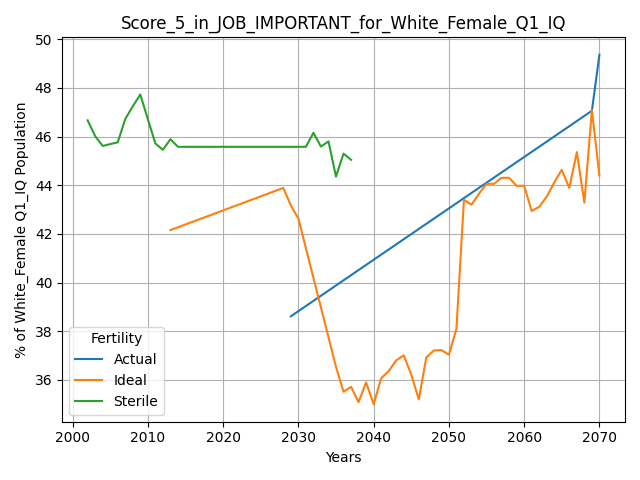 Score_5_in_JOB_IMPORTANT_for_White_Female_Q1_IQ
% of White_Female Q1_IQ Population
50
48
46
44
42
40
38
36
Fertility
Actual
Ideal
Sterile
2000 2010 2020 2030 2040 2050 2060 2070
Years